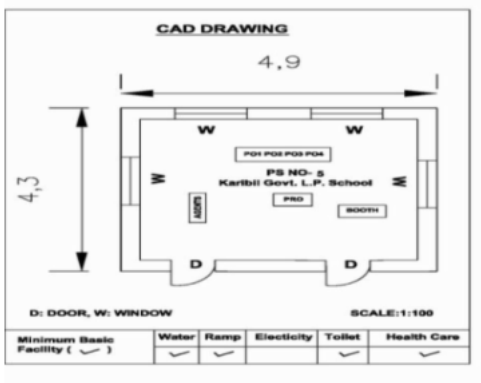 CAD DRAWING
4,9
4,3
W W
PO1 PO2 PO3 PO4
PS NO- 5
Karibil Govt. L.P. School
W W
AGENTS
PRO
BOOTH
D D
D: DOOR, W: WINDOW SCALE:1:100
Minimum Basic Facility ( ✓ ) Water Ramp Electicity Toilet Health Care
✓ ✓ ✓ ✓